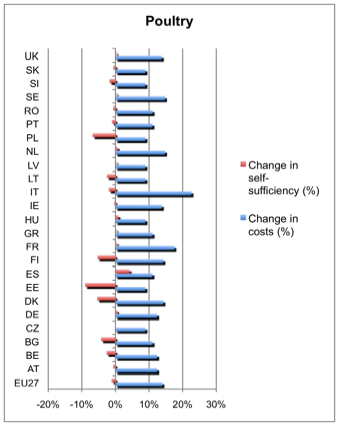 Poultry
UK
SK
SI
SE
RO
PT
PL
NL
LV
LT
IT
IE
HU
GR
FR
FI
ES
EE
DK
DE
CZ
BG
BE
AT
EU27
Change in
self-
sufficiency (%)
Change in
costs (%)
-20% -10% 0% 10% 20% 30%